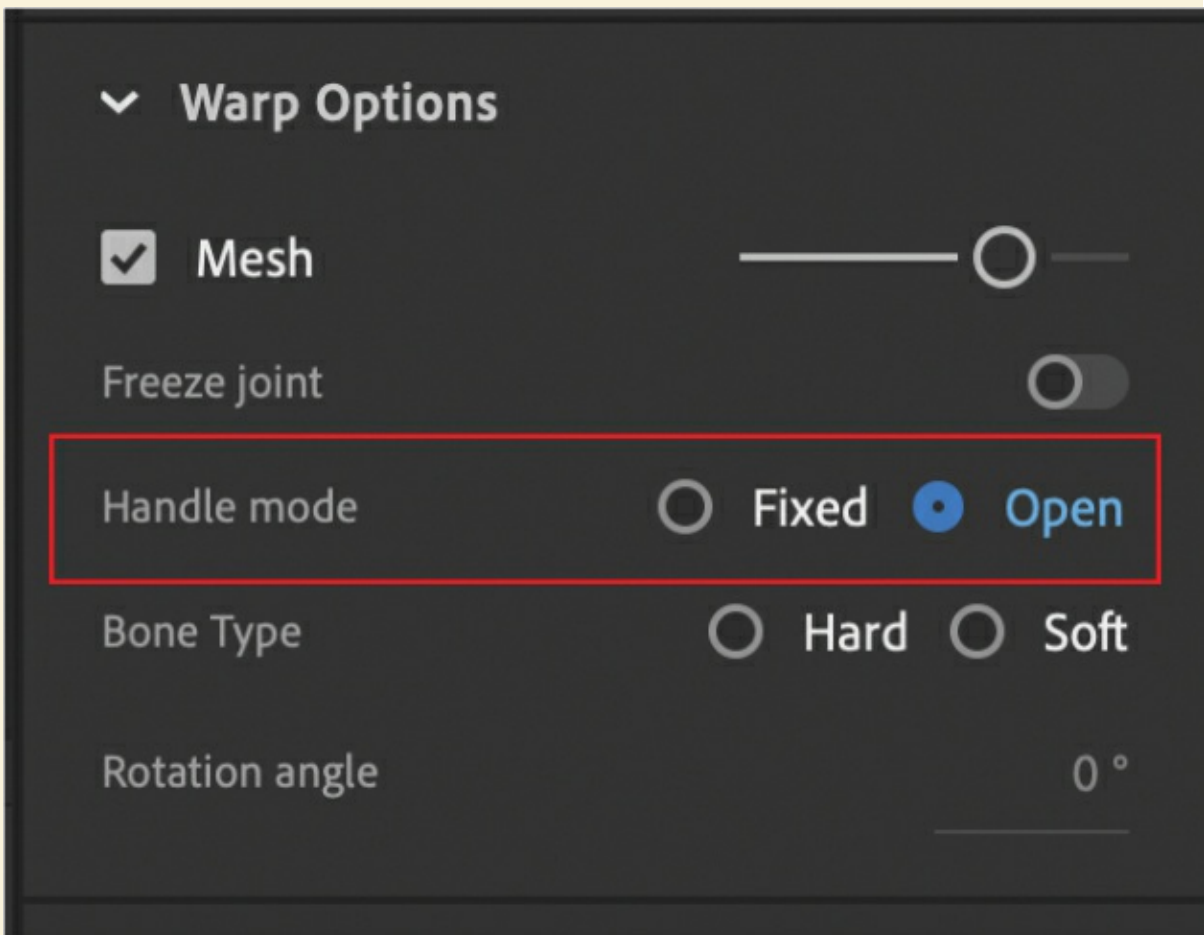 Warp Options
Mesh
Freeze joint
Handle mode Fixed Open
Bone Type Hard Soft
Rotation angle 0 °